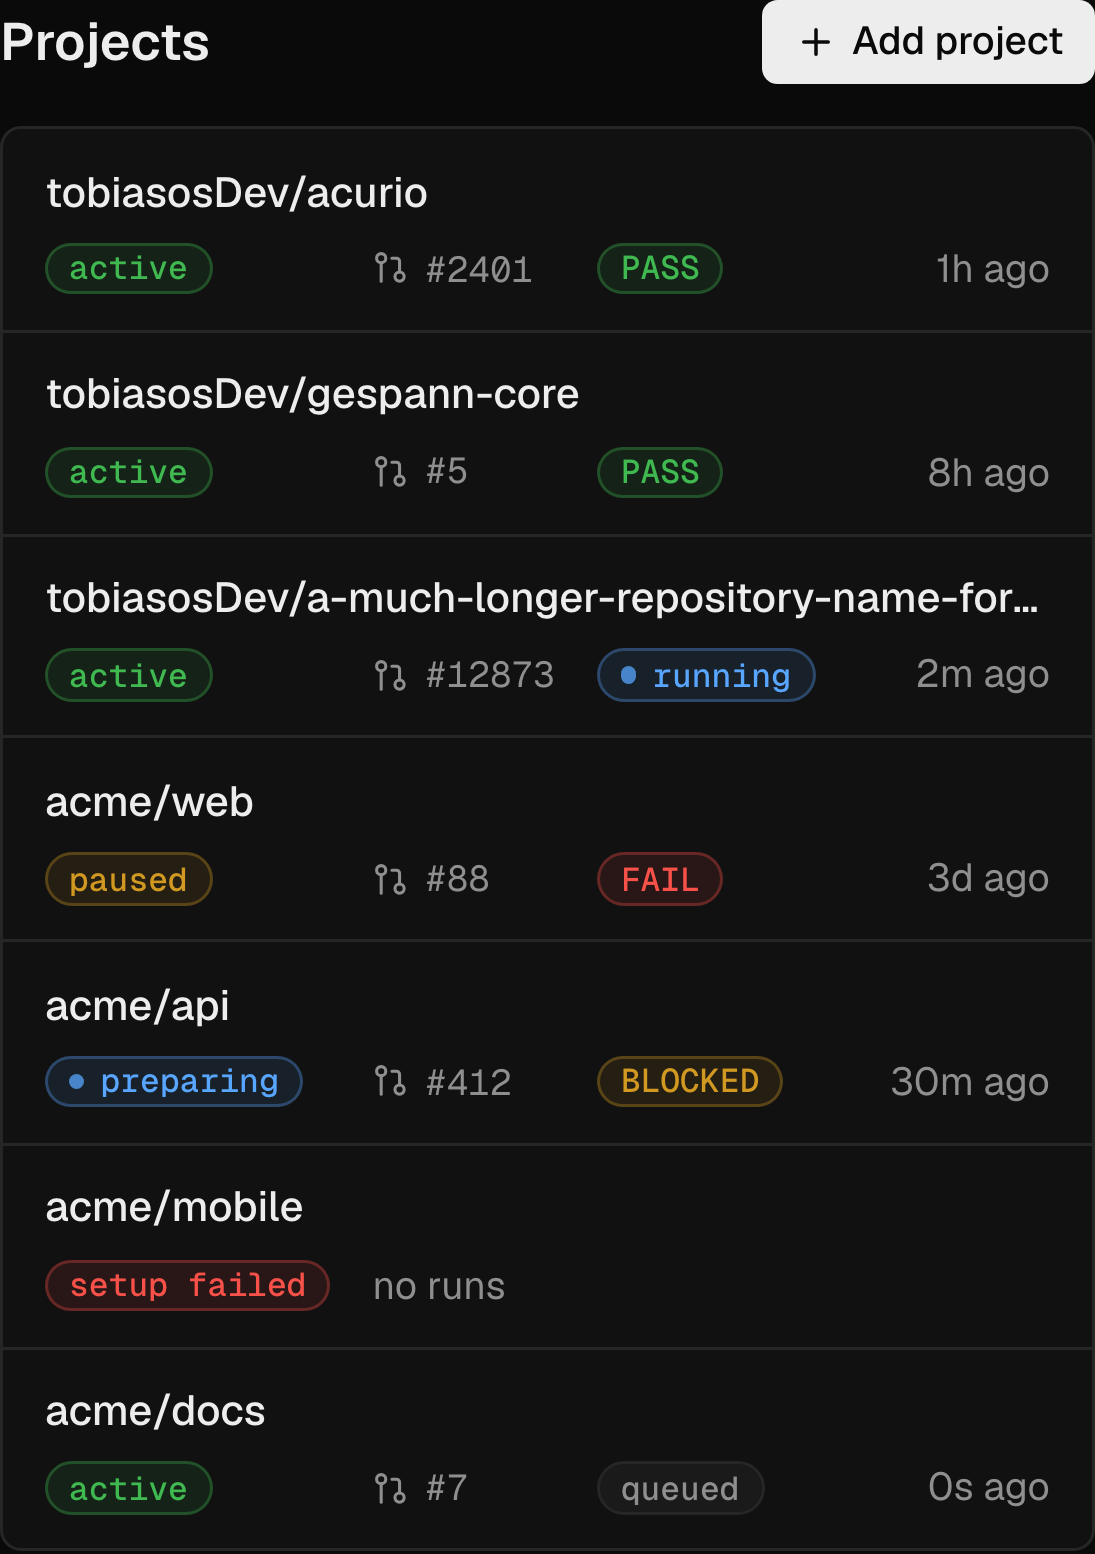 Projects
+ Add project
tobiasosDev/acurio
active #2401 PASS 1h ago
tobiasosDev/gespann-core
active #5 PASS 8h ago
tobiasosDev/a-much-longer-repository-name-for...
active #12873 running 2m ago
acme/web
paused #88 FAIL 3d ago
acme/api
preparing #412 BLOCKED 30m ago
acme/mobile
setup failed no runs
acme/docs
active #7 queued 0s ago